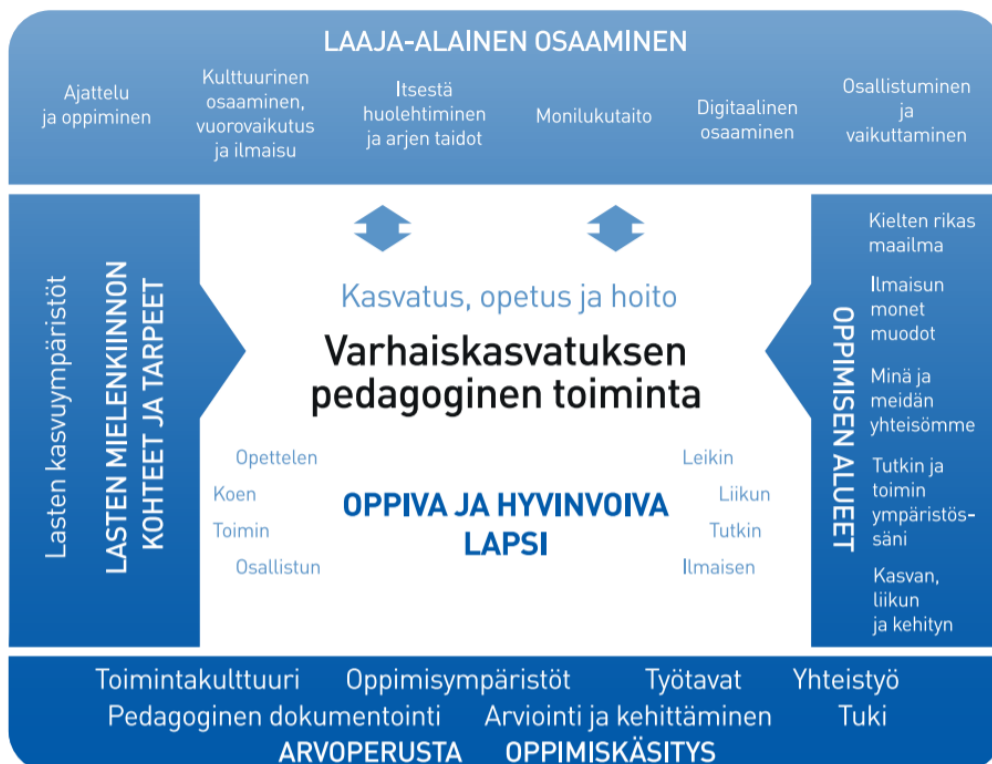 LAAJA-ALAINEN OSAAMINEN
Ajattelu
ja oppiminen
Kulttuurinen
osaaminen,
vuorovaikutus
ja ilmaisu
Itsestä
huolehtiminen
ja arjen taidot
Monilukutaito
Digitaalinen
osaaminen
Osallistuminen
ja
vaikuttaminen
Lasten kasvuympäristöt
LASTEN MIELENKIINNON
KOHTEET JA TARPEET
Kasvatus, opetus ja hoito
Varhaiskasvatuksen
pedagoginen toiminta
Opettelen
Koen
Toimin
Osallistun
OPPIVA JA HYVINVOIVA
LAPSI
Leikin
Liikun
Tutkin
Ilmaisen
OPPIMISEN ALUEET
Kielten rikas
maailma
Ilmaisun
monet
muodot
Minä ja
meidän
yhteisömme
Tutkin ja
toimin
ympäristös-
säni
Kasvan,
liikun
ja kehityn
Toimintakulttuuri Oppimisympäristöt Työtavat Yhteistyö
Pedagoginen dokumentointi Arviointi ja kehittäminen Tuki
ARVOPERUSTA OPPIMISKÄSITYS